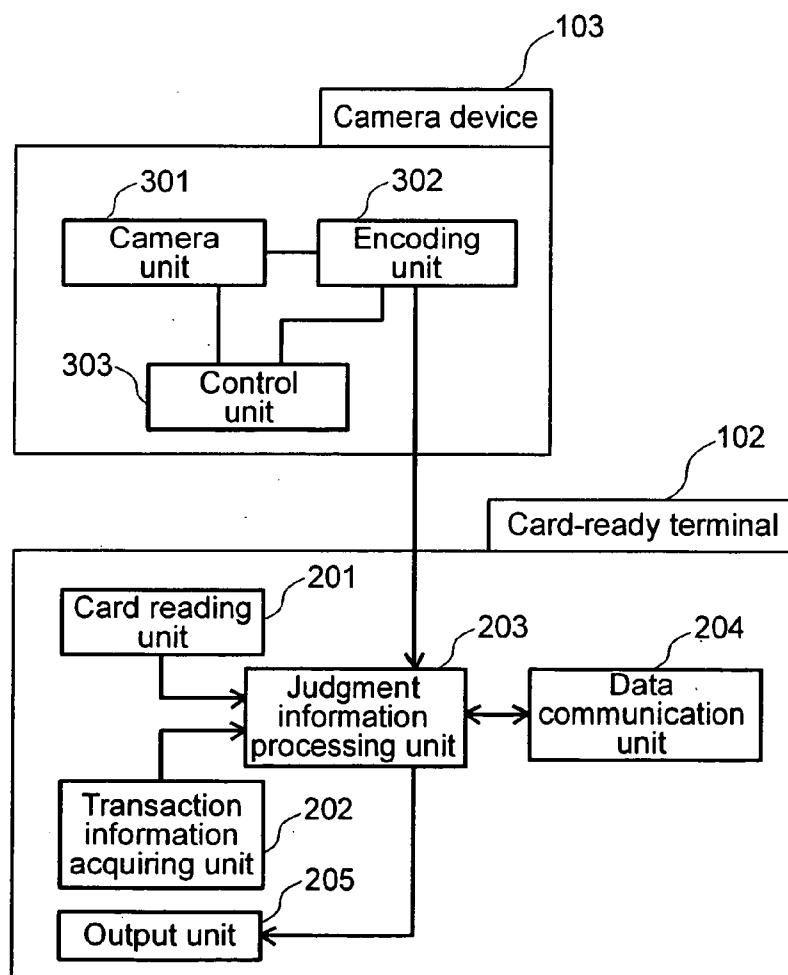 103
Camera device
301
302
Camera
unit
Encoding
unit
303
Control
unit
102
Card-ready terminal
201
Card reading
unit
203
204
Judgment
information
processing unit
Data
communication
unit
Transaction
information
acquiring unit
202
205
Output unit